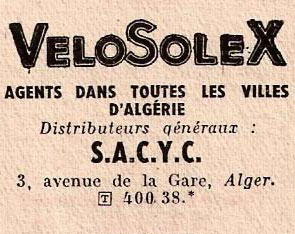 VELOSOLEX
AGENTS DANS TOUTES LES VILLES
D'ALGÉRIE
Distributeurs généraux :
S.A.C.Y.C.
3, avenue de la Gare, Alger.
T 400.38.*